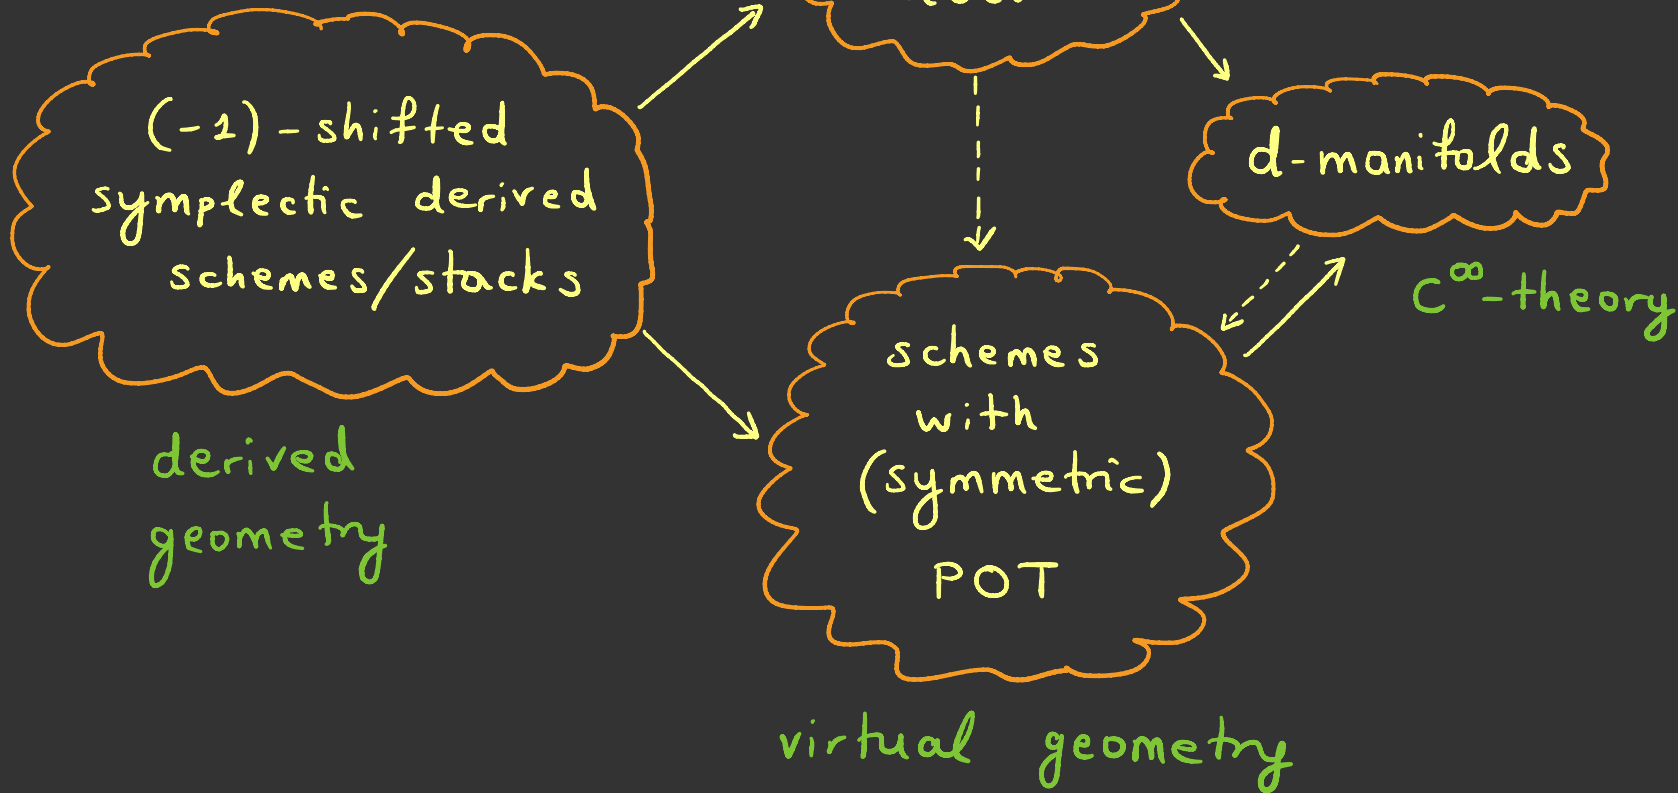 (-1)-shifted
symplectic derived
schemes/stacks
derived
geometry
d-manifolds
C∞-theory
schemes
with
(symmetric)
POT
virtual geometry